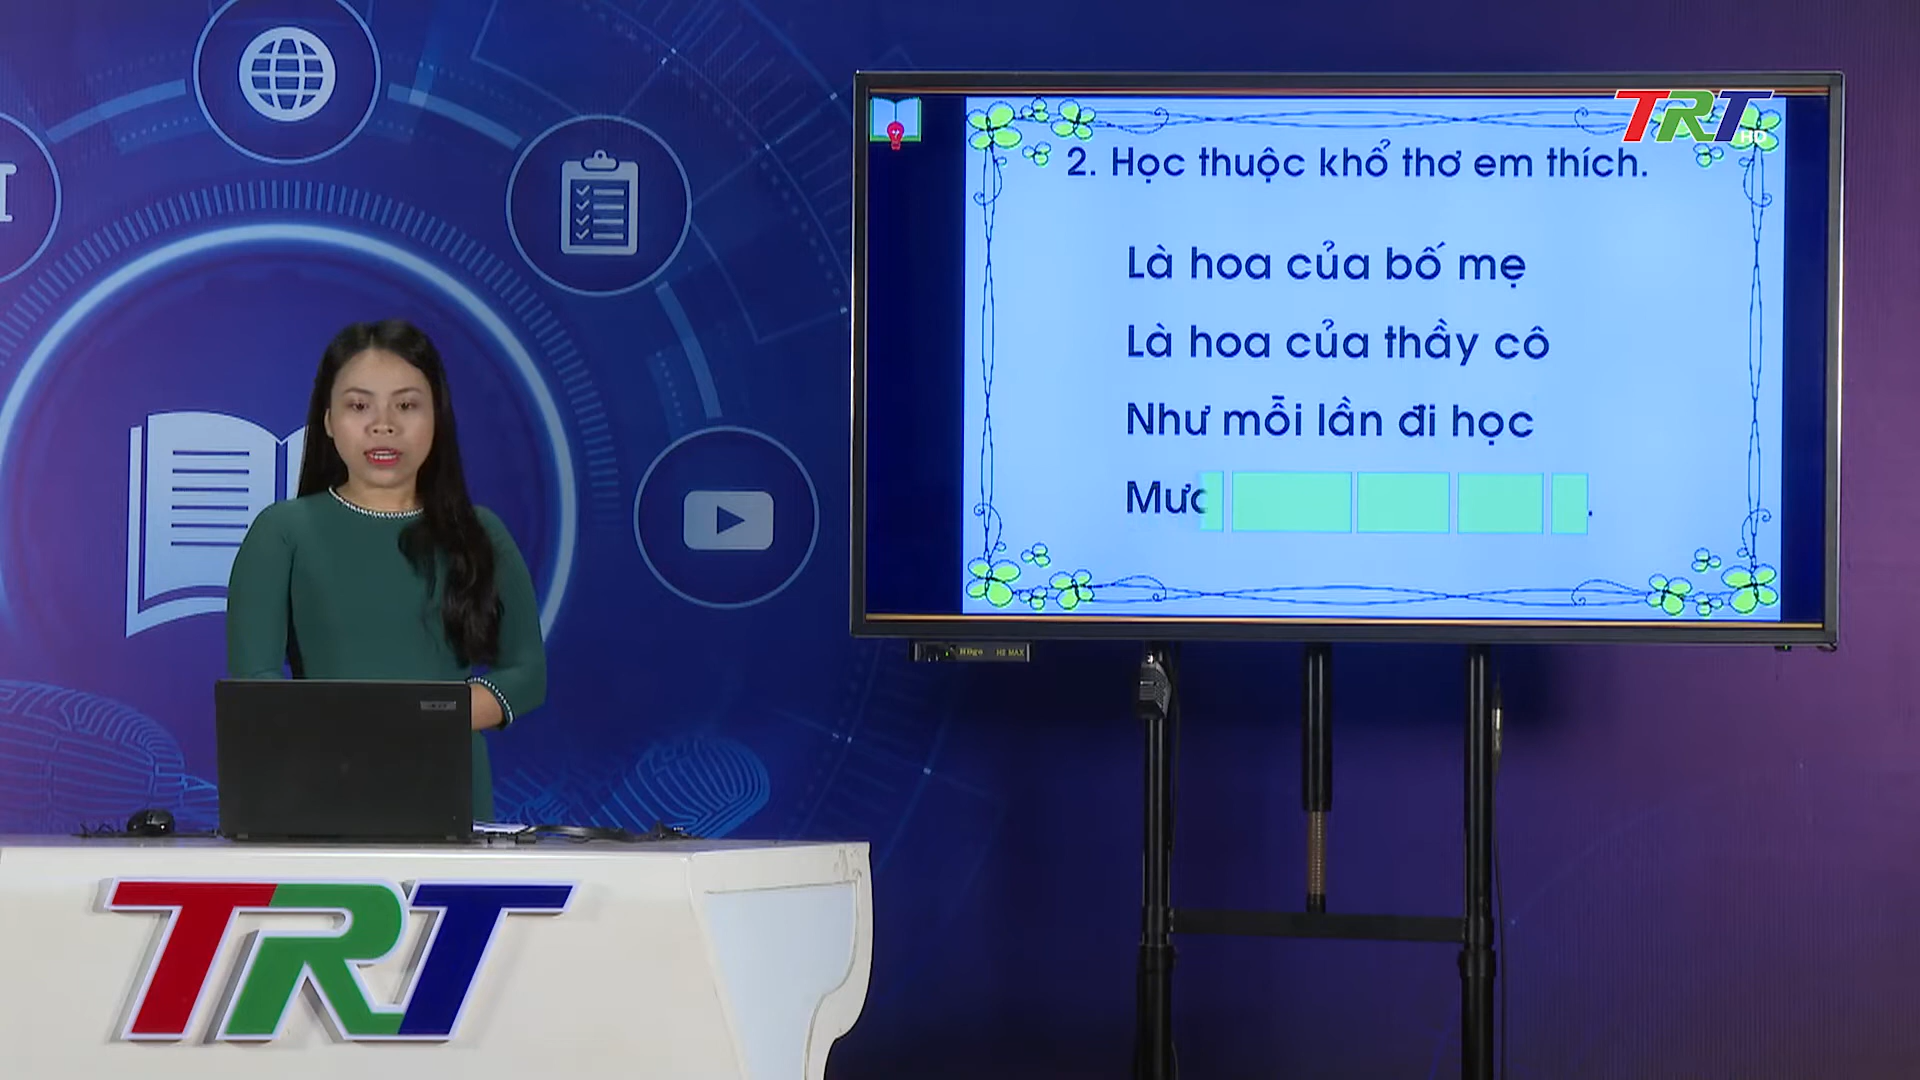 TRT HD
2. Học thuộc khổ thơ em thích.
Là hoa của bố mẹ
Là hoa của thầy cô
Như mỗi lần đi học
TRT